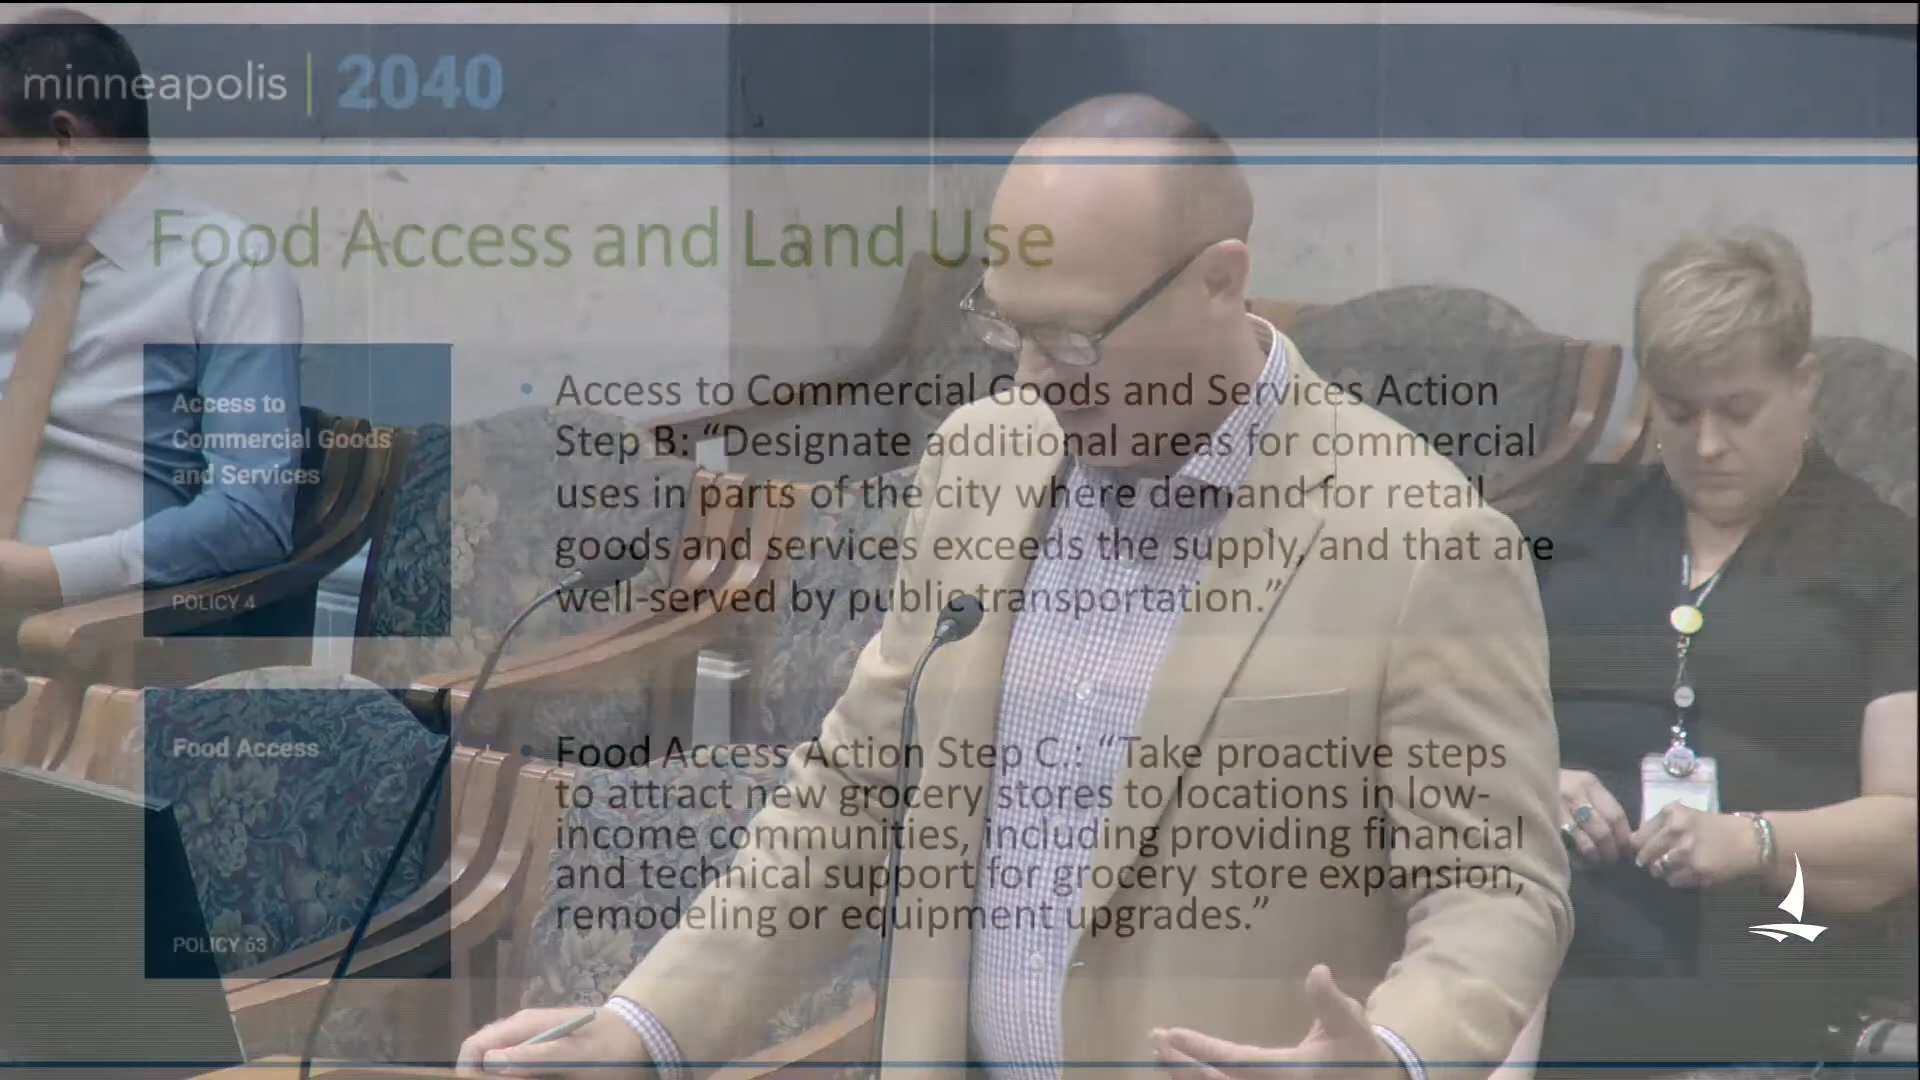 minneapolis | 2040
Food Access and Land Use
Access to
Commercial Goods
and Services
POLICY 4
• Access to Commercial Goods and Services Action
Step B: “Designate additional areas for commercial
uses in parts of the city where demand for retail
goods and services exceeds the supply, and that are
well-served by public transportation.”
Food Access
POLICY 63
• Food Access Action Step C.: “Take proactive steps
to attract new grocery stores to locations in low-
income communities, including providing financial
and technical support for grocery store expansion,
remodeling or equipment upgrades.”